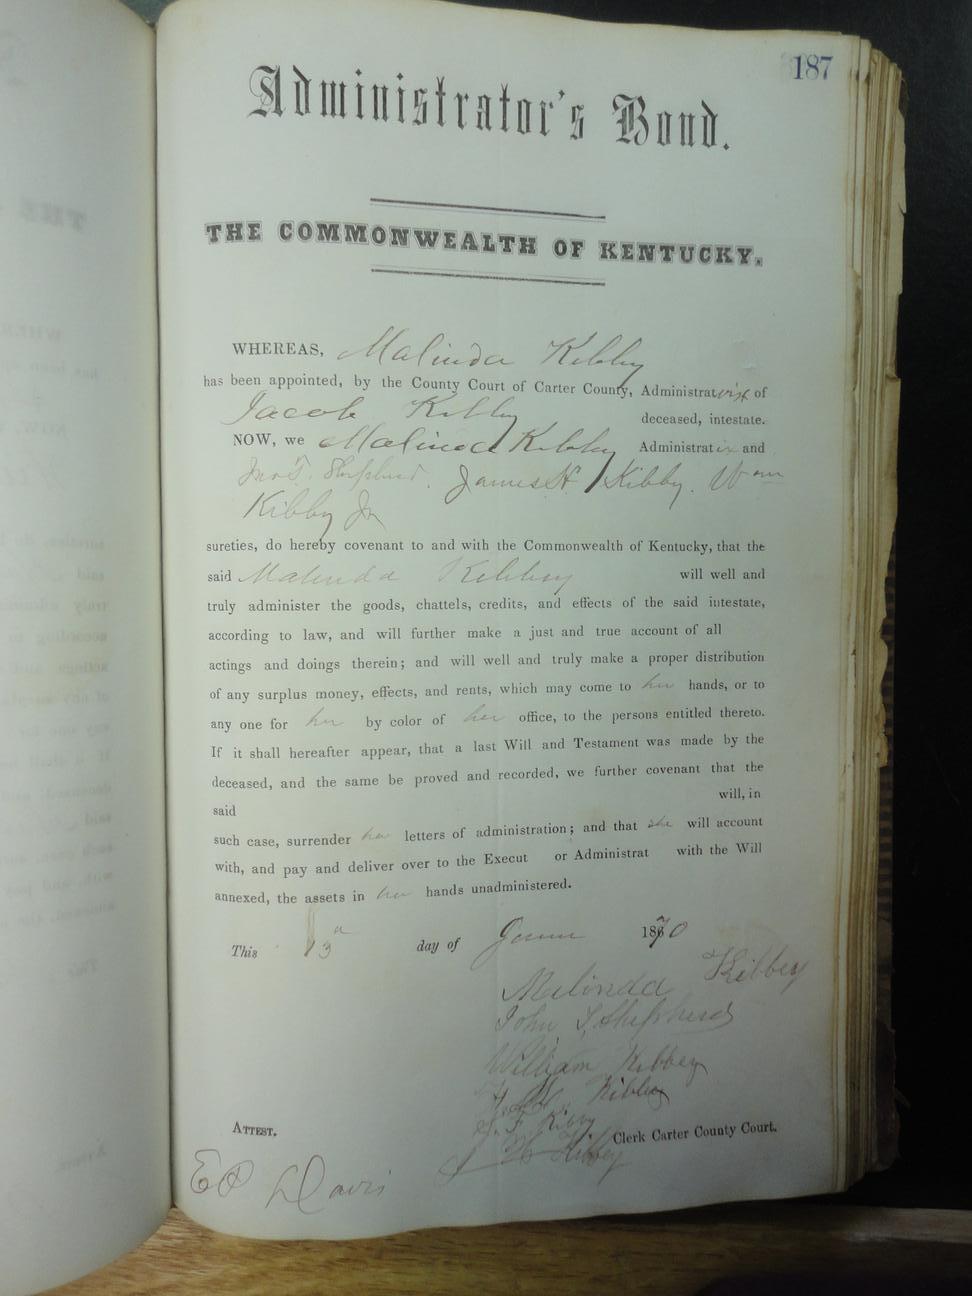 187
Administrator's Bond.
THE COMMONWEALTH OF KENTUCKY.
WHEREAS, Malinda Kibby
has been appointed, by the County Court of Carter County, Administratrix of
Jacob Kibby deceased, intestate.
NOW, we Malinda Kibby Administratix and
Jno T. Shepherd. James H Kibby. Wm
Kibby Jr
sureties, do hereby covenant to and with the Commonwealth of Kentucky, that the
said Malinda Kibbey will well and
truly administer the goods, chattels, credits, and effects of the said intestate,
according to law, and will further make a just and true account of all
actings and doings therein; and will well and truly make a proper distribution
of any surplus money, effects, and rents, which may come to her hands, or to
any one for her by color of her office, to the persons entitled thereto.
If it shall hereafter appear, that a last Will and Testament was made by the
deceased, and the same be proved and recorded, we further covenant that the
said will, in
such case, surrender her letters of administration; and that she will account
with, and pay and deliver over to the Execut or Administrat with the Will
annexed, the assets in her hands unadministered.
This 13 day of 1870
Melinda Kibbey
John Shepherd
William Kibbey
Kibbey
J. F. Kibby
ATTEST. Clerk Carter County Court.
Kibbey
Davis